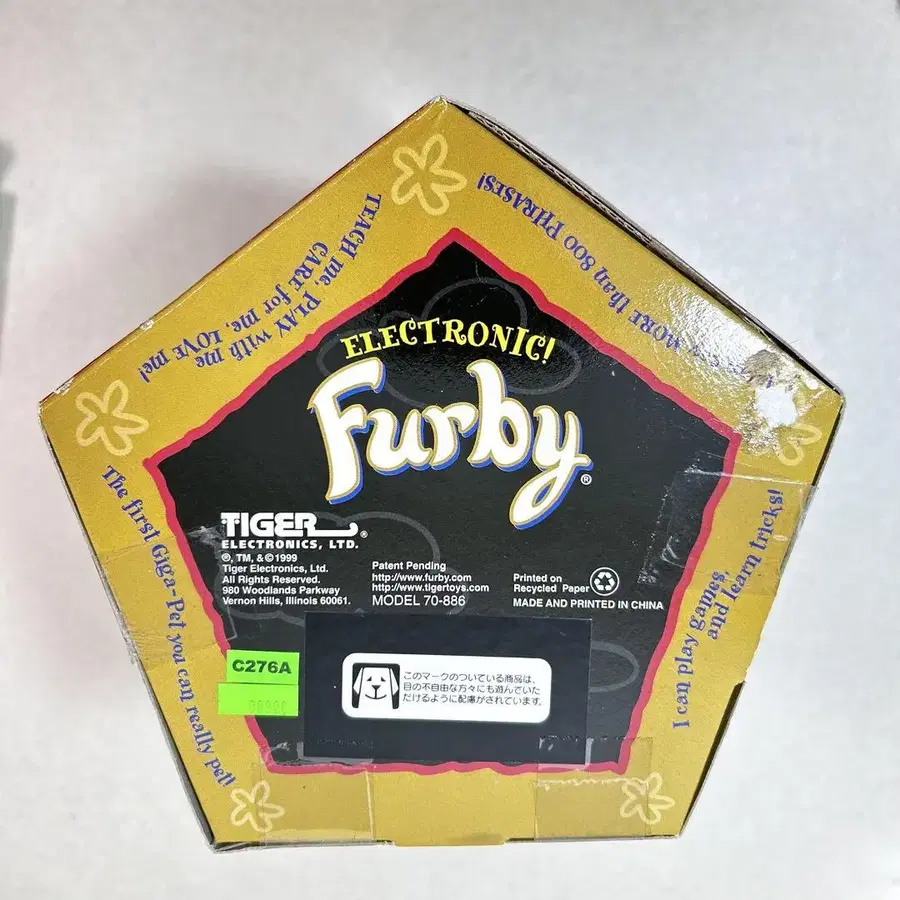 TEACH me, PLAY with me
CARE for me, LOVE me!
MORE than 800 PHRASES!
ELECTRONIC!
Furby®
TIGER®
ELECTRONICS, LTD.
®, TM, & ©1999
Tiger Electronics, Ltd.
All Rights Reserved.
980 Woodlands Parkway
Vernon Hills, Illinois 60061.
Patent Pending
http://www.furby.com
http://www.tigertoys.com
MODEL 70-886
Printed on
Recycled Paper
MADE AND PRINTED IN CHINA
The first Giga-Pet you can really pet!
I can play games,
and learn tricks!
C276A
このマークのついている商品は、
目の不自由な方々にも遊んでいた
だけるように配慮がされています。